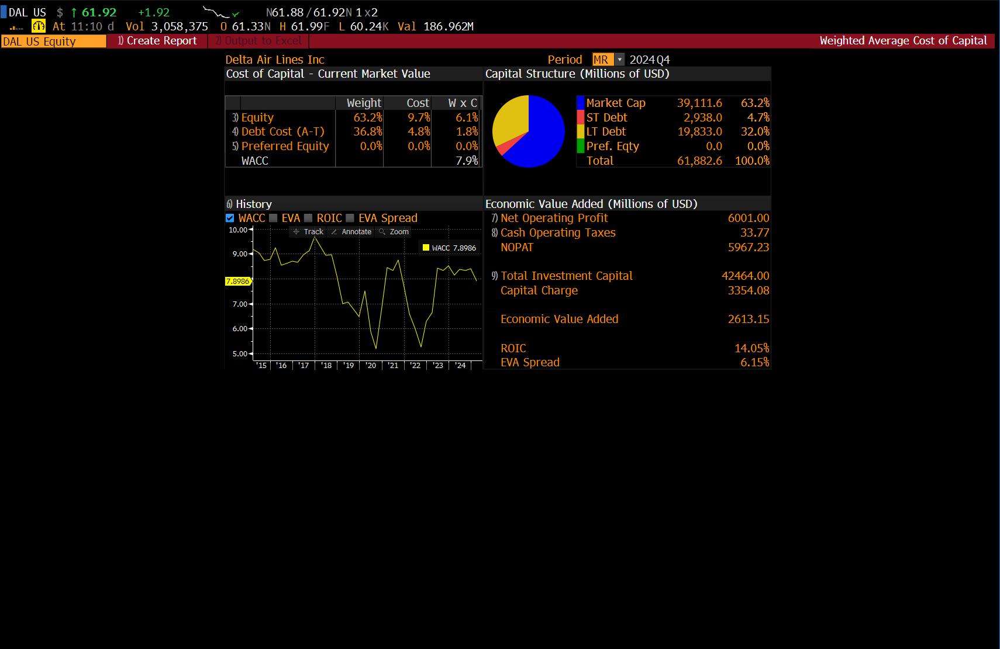 DAL US $ ↑ 61.92 +1.92 N61.88 / 61.92N 1 x2
At 11:10 d Vol 3,058,375 O 61.33N H 61.99F L 60.24K Val 186.962M
DAL US Equity 1) Create Report 2) Output to Excel Weighted Average Cost of Capital
Delta Air Lines Inc Period MR 2024 Q4
Cost of Capital - Current Market Value
Weight Cost W x C
3) Equity 63.2% 9.7% 6.1%
4) Debt Cost (A-T) 36.8% 4.8% 1.8%
5) Preferred Equity 0.0% 0.0% 0.0%
WACC 7.9%
Capital Structure (Millions of USD)
Market Cap 39,111.6 63.2%
ST Debt 2,938.0 4.7%
LT Debt 19,833.0 32.0%
Pref. Eqty 0.0 0.0%
Total 61,882.6 100.0%
6) History
WACC EVA ROIC EVA Spread
Track Annotate Zoom
WACC 7.8986
10.00
9.00
7.8986
7.00
6.00
5.00
'15 '16 '17 '18 '19 '20 '21 '22 '23 '24
Economic Value Added (Millions of USD)
7) Net Operating Profit 6001.00
8) Cash Operating Taxes 33.77
NOPAT 5967.23
9) Total Investment Capital 42464.00
Capital Charge 3354.08
Economic Value Added 2613.15
ROIC 14.05%
EVA Spread 6.15%